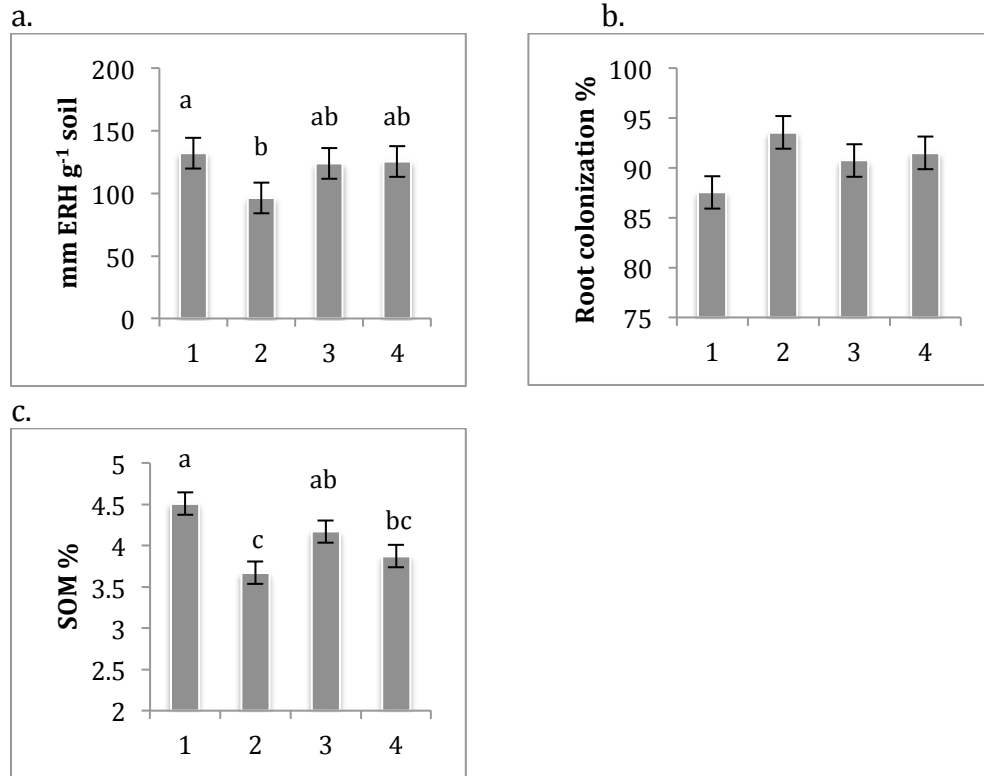 a.
mm ERH g⁻¹ soil
200
150
100
50
0
a
b
ab
ab
1 2 3 4
b.
Root colonization %
100
95
90
85
80
75
1 2 3 4
c.
SOM %
5
4.5
4
3.5
3
2.5
2
a
c
ab
bc
1 2 3 4